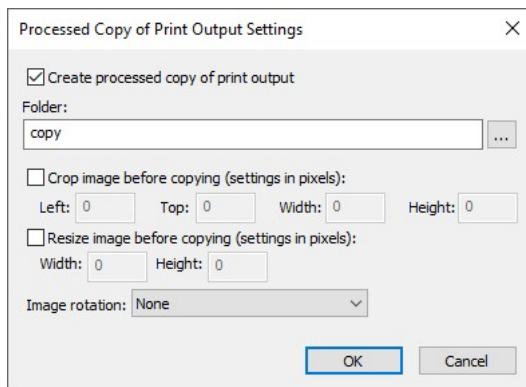 Processed Copy of Print Output Settings
Create processed copy of print output
Folder:
copy
...
Crop image before copying (settings in pixels):
Left: 0 Top: 0 Width: 0 Height: 0
Resize image before copying (settings in pixels):
Width: 0 Height: 0
Image rotation: None
OK Cancel